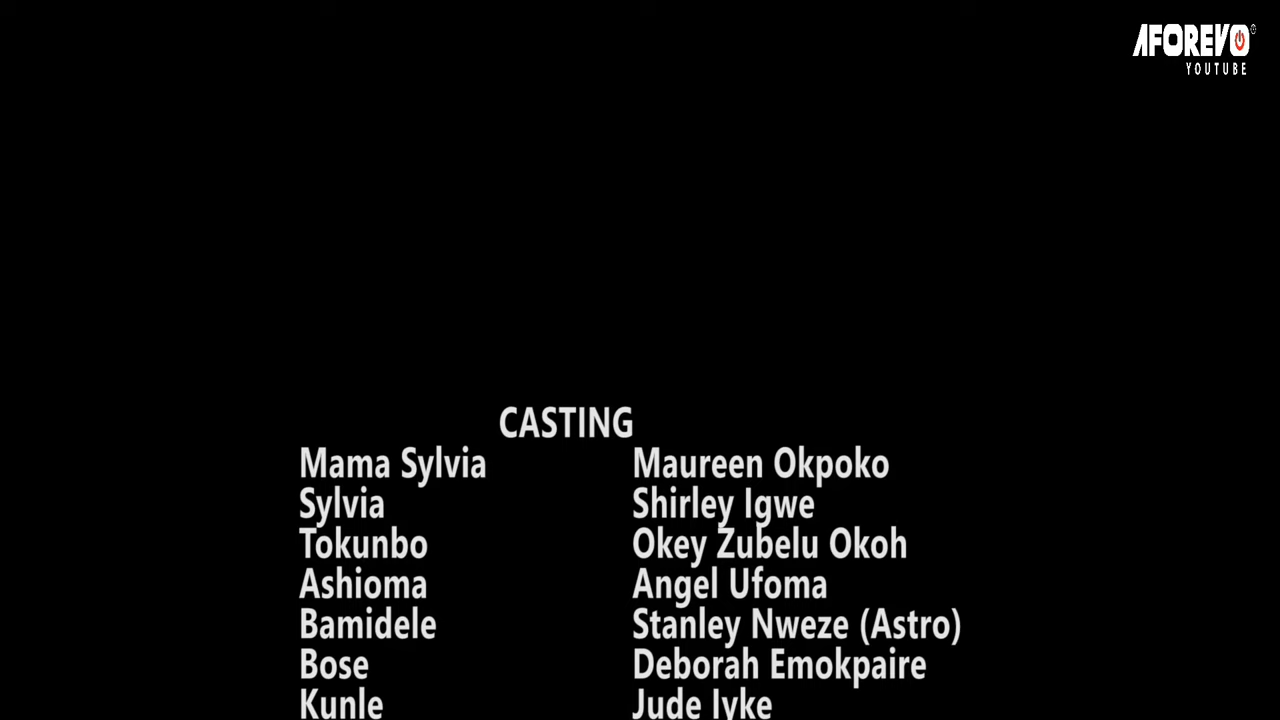 AFOREVO
YOUTUBE
CASTING
Mama Sylvia Maureen Okpoko
Sylvia Shirley Igwe
Tokunbo Okey Zubelu Okoh
Ashioma Angel Ufoma
Bamidele Stanley Nweze (Astro)
Bose Deborah Emokpaire
Kunle Jude Iyke